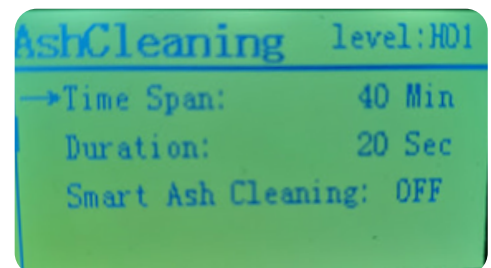 AshCleaning level:H01
→Time Span: 40 Min
Duration: 20 Sec
Smart Ash Cleaning: OFF